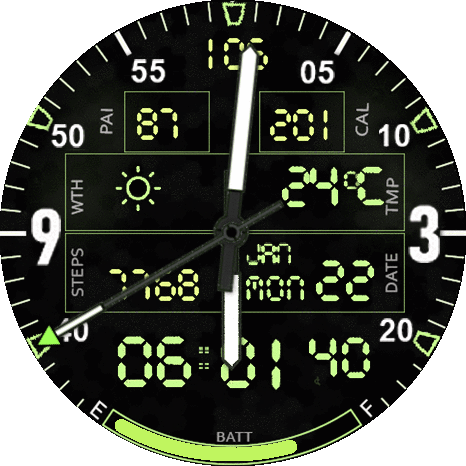 105
55 05
PAI 87 201 CAL
50 10
WTH 24°C TMP
9 3
JAN
STEPS 7768 MON 22 DATE
40 20
06:01 40
E F
BATT